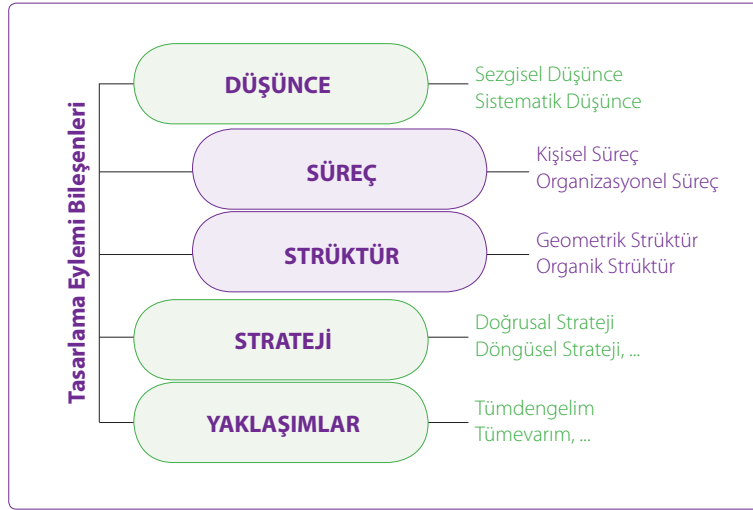 Tasarlama Eylemi Bileşenleri
DÜŞÜNCE
Sezgisel Düşünce
Sistematik Düşünce
SÜREÇ
Kişisel Süreç
Organizasyonel Süreç
STRÜKTÜR
Geometrik Strüktür
Organik Strüktür
STRATEJİ
Doğrusal Strateji
Döngüsel Strateji, ...
YAKLAŞIMLAR
Tümdengelim
Tümevarım, ...